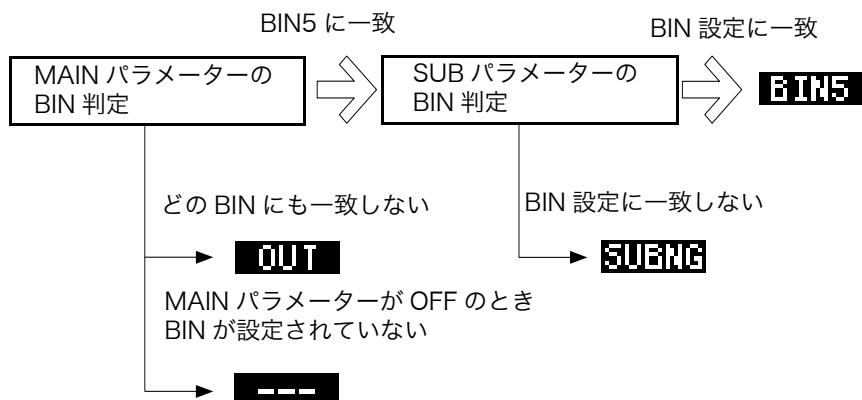 BIN5 に一致
BIN 設定に一致
MAIN パラメーターの
BIN 判定
SUB パラメーターの
BIN 判定
BIN5
どの BIN にも一致しない
BIN 設定に一致しない
OUT
SUBNG
MAIN パラメーターが OFF のとき
BIN が設定されていない
---